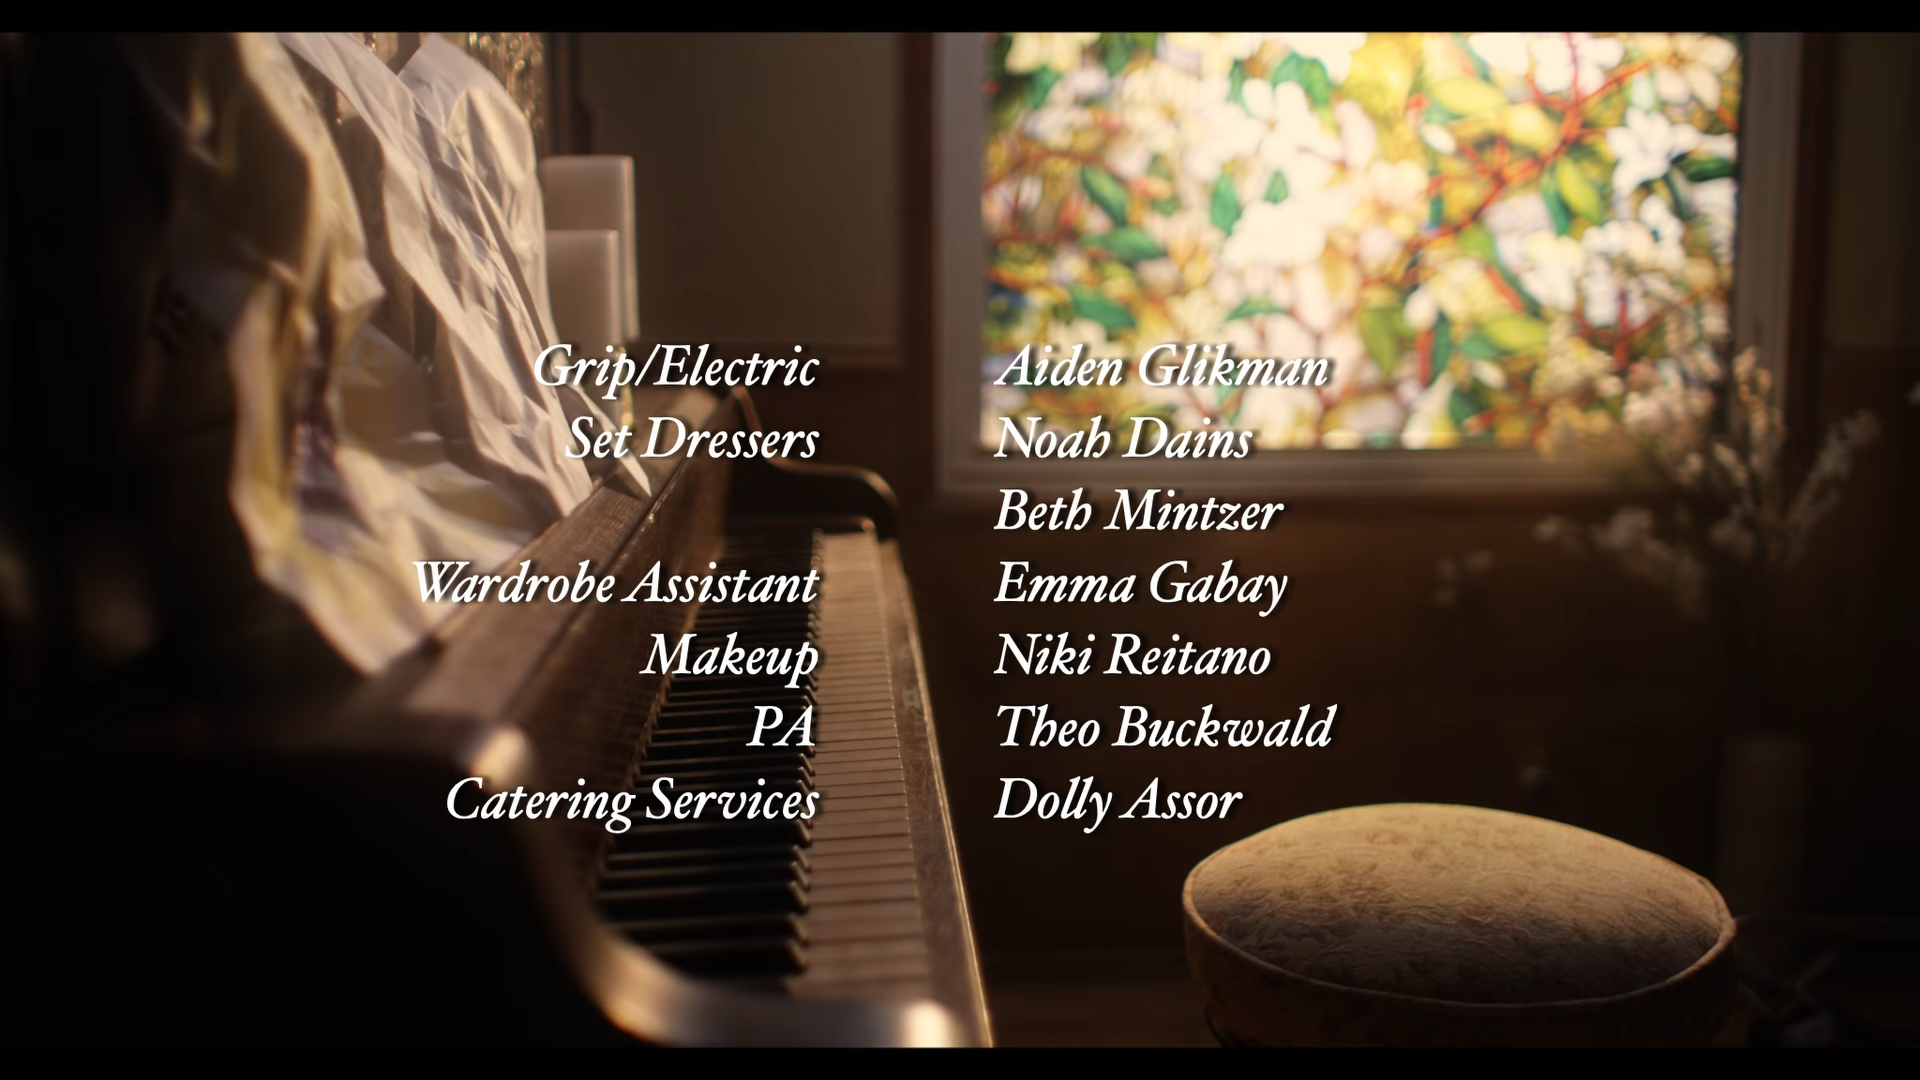 Grip/Electric Aiden Glikman
Set Dressers Noah Dains
Beth Mintzer
Wardrobe Assistant Emma Gabay
Makeup Niki Reitano
PA Theo Buckwald
Catering Services Dolly Assor